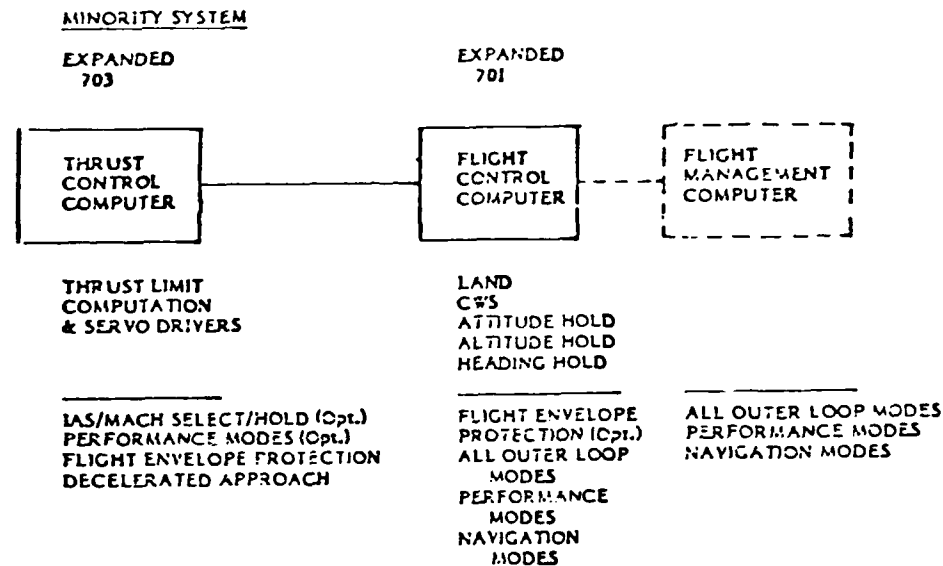 MINORITY SYSTEM
EXPANDED
703
EXPANDED
701
THRUST
CONTROL
COMPUTER
FLIGHT
CONTROL
COMPUTER
FLIGHT
MANAGEMENT
COMPUTER
THRUST LIMIT
COMPUTATION
& SERVO DRIVERS
LAND
CWS
ATTITUDE HOLD
ALTITUDE HOLD
HEADING HOLD
IAS/MACH SELECT/HOLD (Opt.)
PERFORMANCE MODES (Opt.)
FLIGHT ENVELOPE PROTECTION
DECELERATED APPROACH
FLIGHT ENVELOPE
PROTECTION (Opt.)
ALL OUTER LOOP
MODES
PERFORMANCE
MODES
NAVIGATION
MODES
ALL OUTER LOOP MODES
PERFORMANCE MODES
NAVIGATION MODES